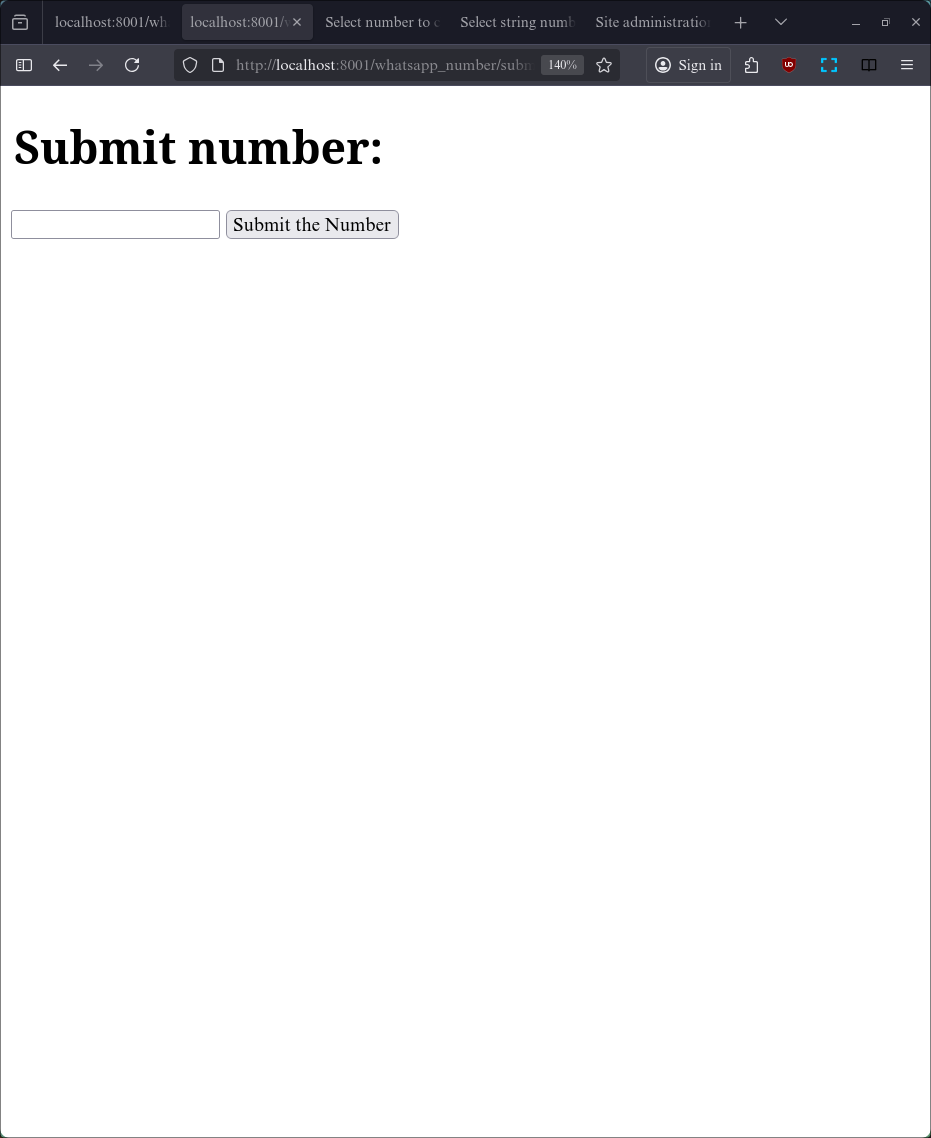 localhost:8001/wh
localhost:8001/w
Select number to c
Select string numb
Site administration
http://localhost:8001/whatsapp_number/subm
140%
Sign in
Submit number:
Submit the Number